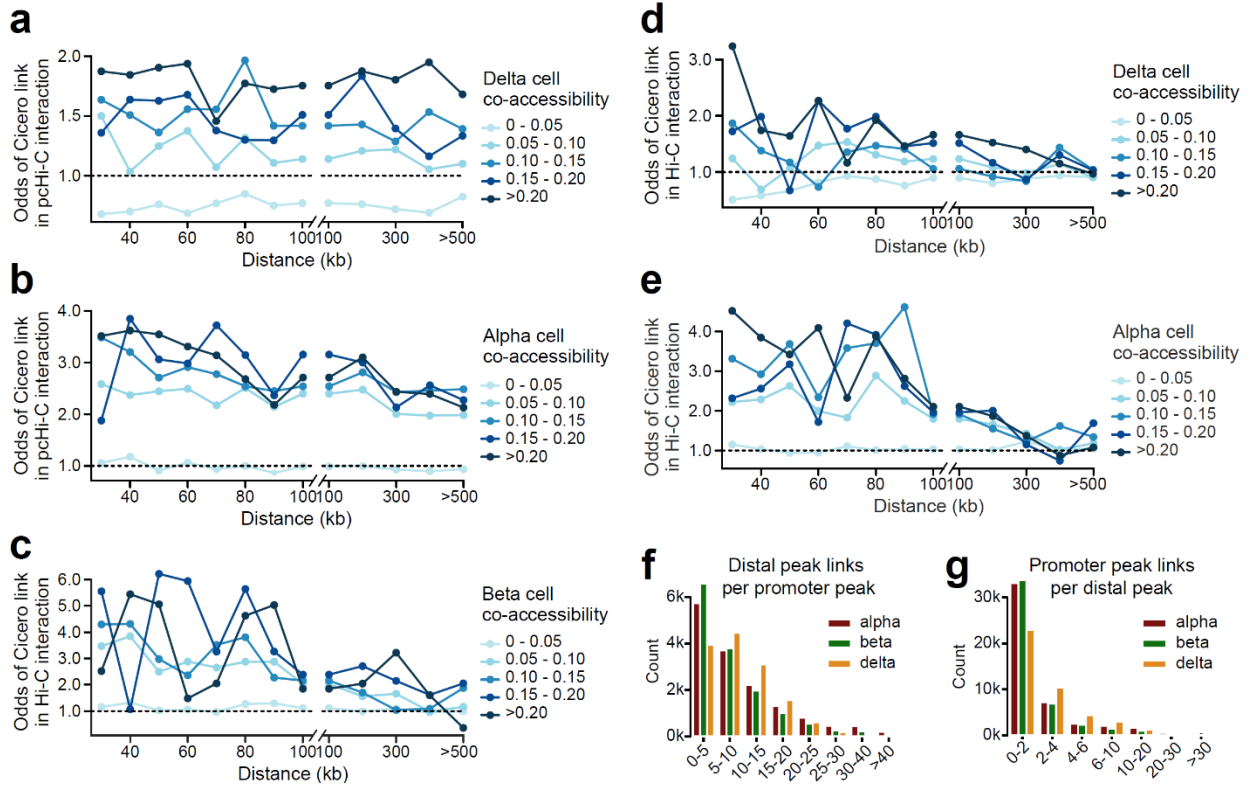 a
Odds of Cicero link
in pcHi-C interaction
2.0
1.5
1.0
40
60
80
100
100
300
>500
Distance (kb)
Delta cell
co-accessibility
0 - 0.05
0.05 - 0.10
0.10 - 0.15
0.15 - 0.20
>0.20
b
Odds of Cicero link
in pcHi-C interaction
4.0
3.0
2.0
1.0
40
60
80
100
100
300
>500
Distance (kb)
Alpha cell
co-accessibility
0 - 0.05
0.05 - 0.10
0.10 - 0.15
0.15 - 0.20
>0.20
c
Odds of Cicero link
in Hi-C interaction
6.0
5.0
4.0
3.0
2.0
1.0
40
60
80
100
100
300
>500
Distance (kb)
Beta cell
co-accessibility
0 - 0.05
0.05 - 0.10
0.10 - 0.15
0.15 - 0.20
>0.20
d
Odds of Cicero link
in Hi-C interaction
3.0
2.0
1.0
40
60
80
100
100
300
>500
Distance (kb)
Delta cell
co-accessibility
0 - 0.05
0.05 - 0.10
0.10 - 0.15
0.15 - 0.20
>0.20
e
Odds of Cicero link
in Hi-C interaction
4.0
3.0
2.0
1.0
40
60
80
100
100
300
>500
Distance (kb)
Alpha cell
co-accessibility
0 - 0.05
0.05 - 0.10
0.10 - 0.15
0.15 - 0.20
>0.20
f
Distal peak links
per promoter peak
Count
6k
4k
2k
0k
alpha
beta
delta
0-5
5-10
10-15
15-20
20-25
25-30
30-40
>40
g
Promoter peak links
per distal peak
Count
30k
20k
10k
0k
alpha
beta
delta
0-2
2-4
4-6
6-10
10-20
20-30
>30